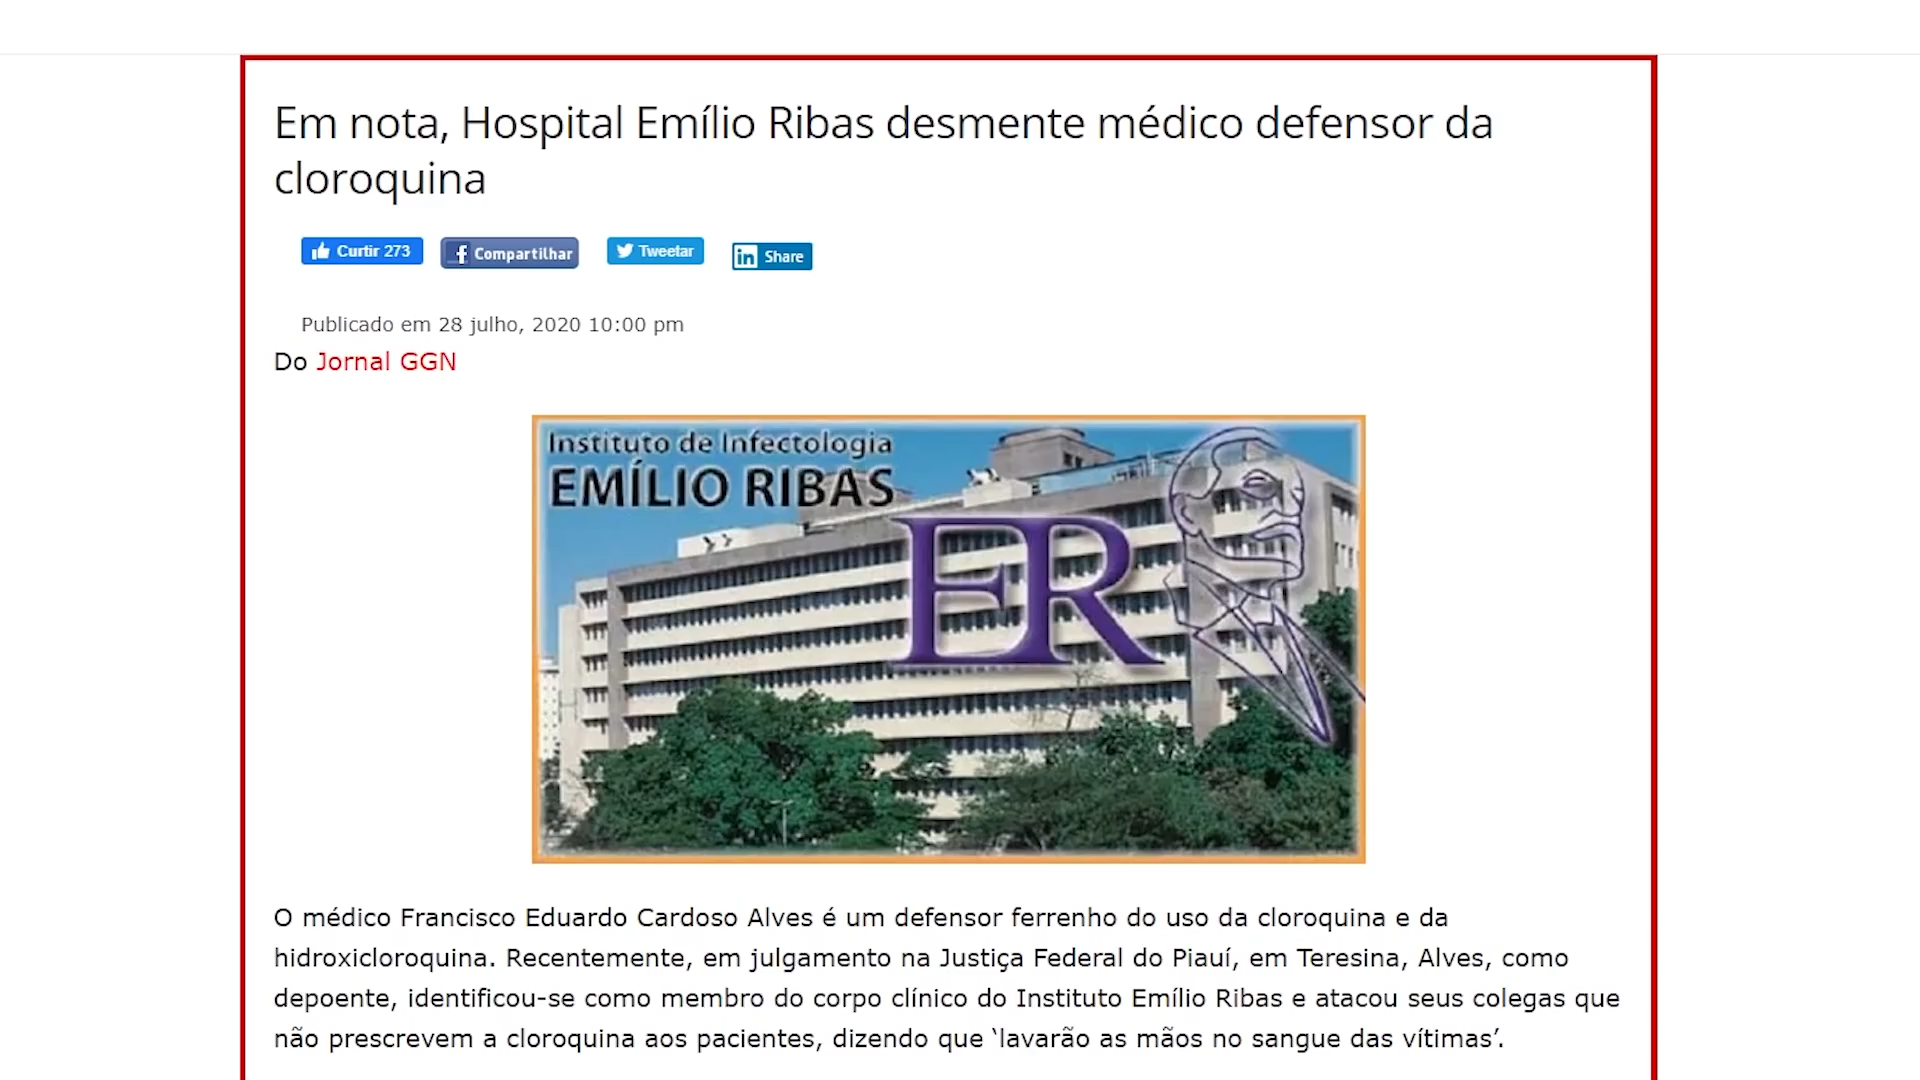 Em nota, Hospital Emílio Ribas desmente médico defensor da
cloroquina
Curtir 273
Compartilhar
Tweetar
in Share
Publicado em 28 julho, 2020 10:00 pm
Do Jornal GGN
Instituto de Infectologia
EMÍLIO RIBAS
ER
O médico Francisco Eduardo Cardoso Alves é um defensor ferrenho do uso da cloroquina e da
hidroxicloroquina. Recentemente, em julgamento na Justiça Federal do Piauí, em Teresina, Alves, como
depoente, identificou-se como membro do corpo clínico do Instituto Emílio Ribas e atacou seus colegas que
não prescrevem a cloroquina aos pacientes, dizendo que ‘lavarão as mãos no sangue das vítimas’.